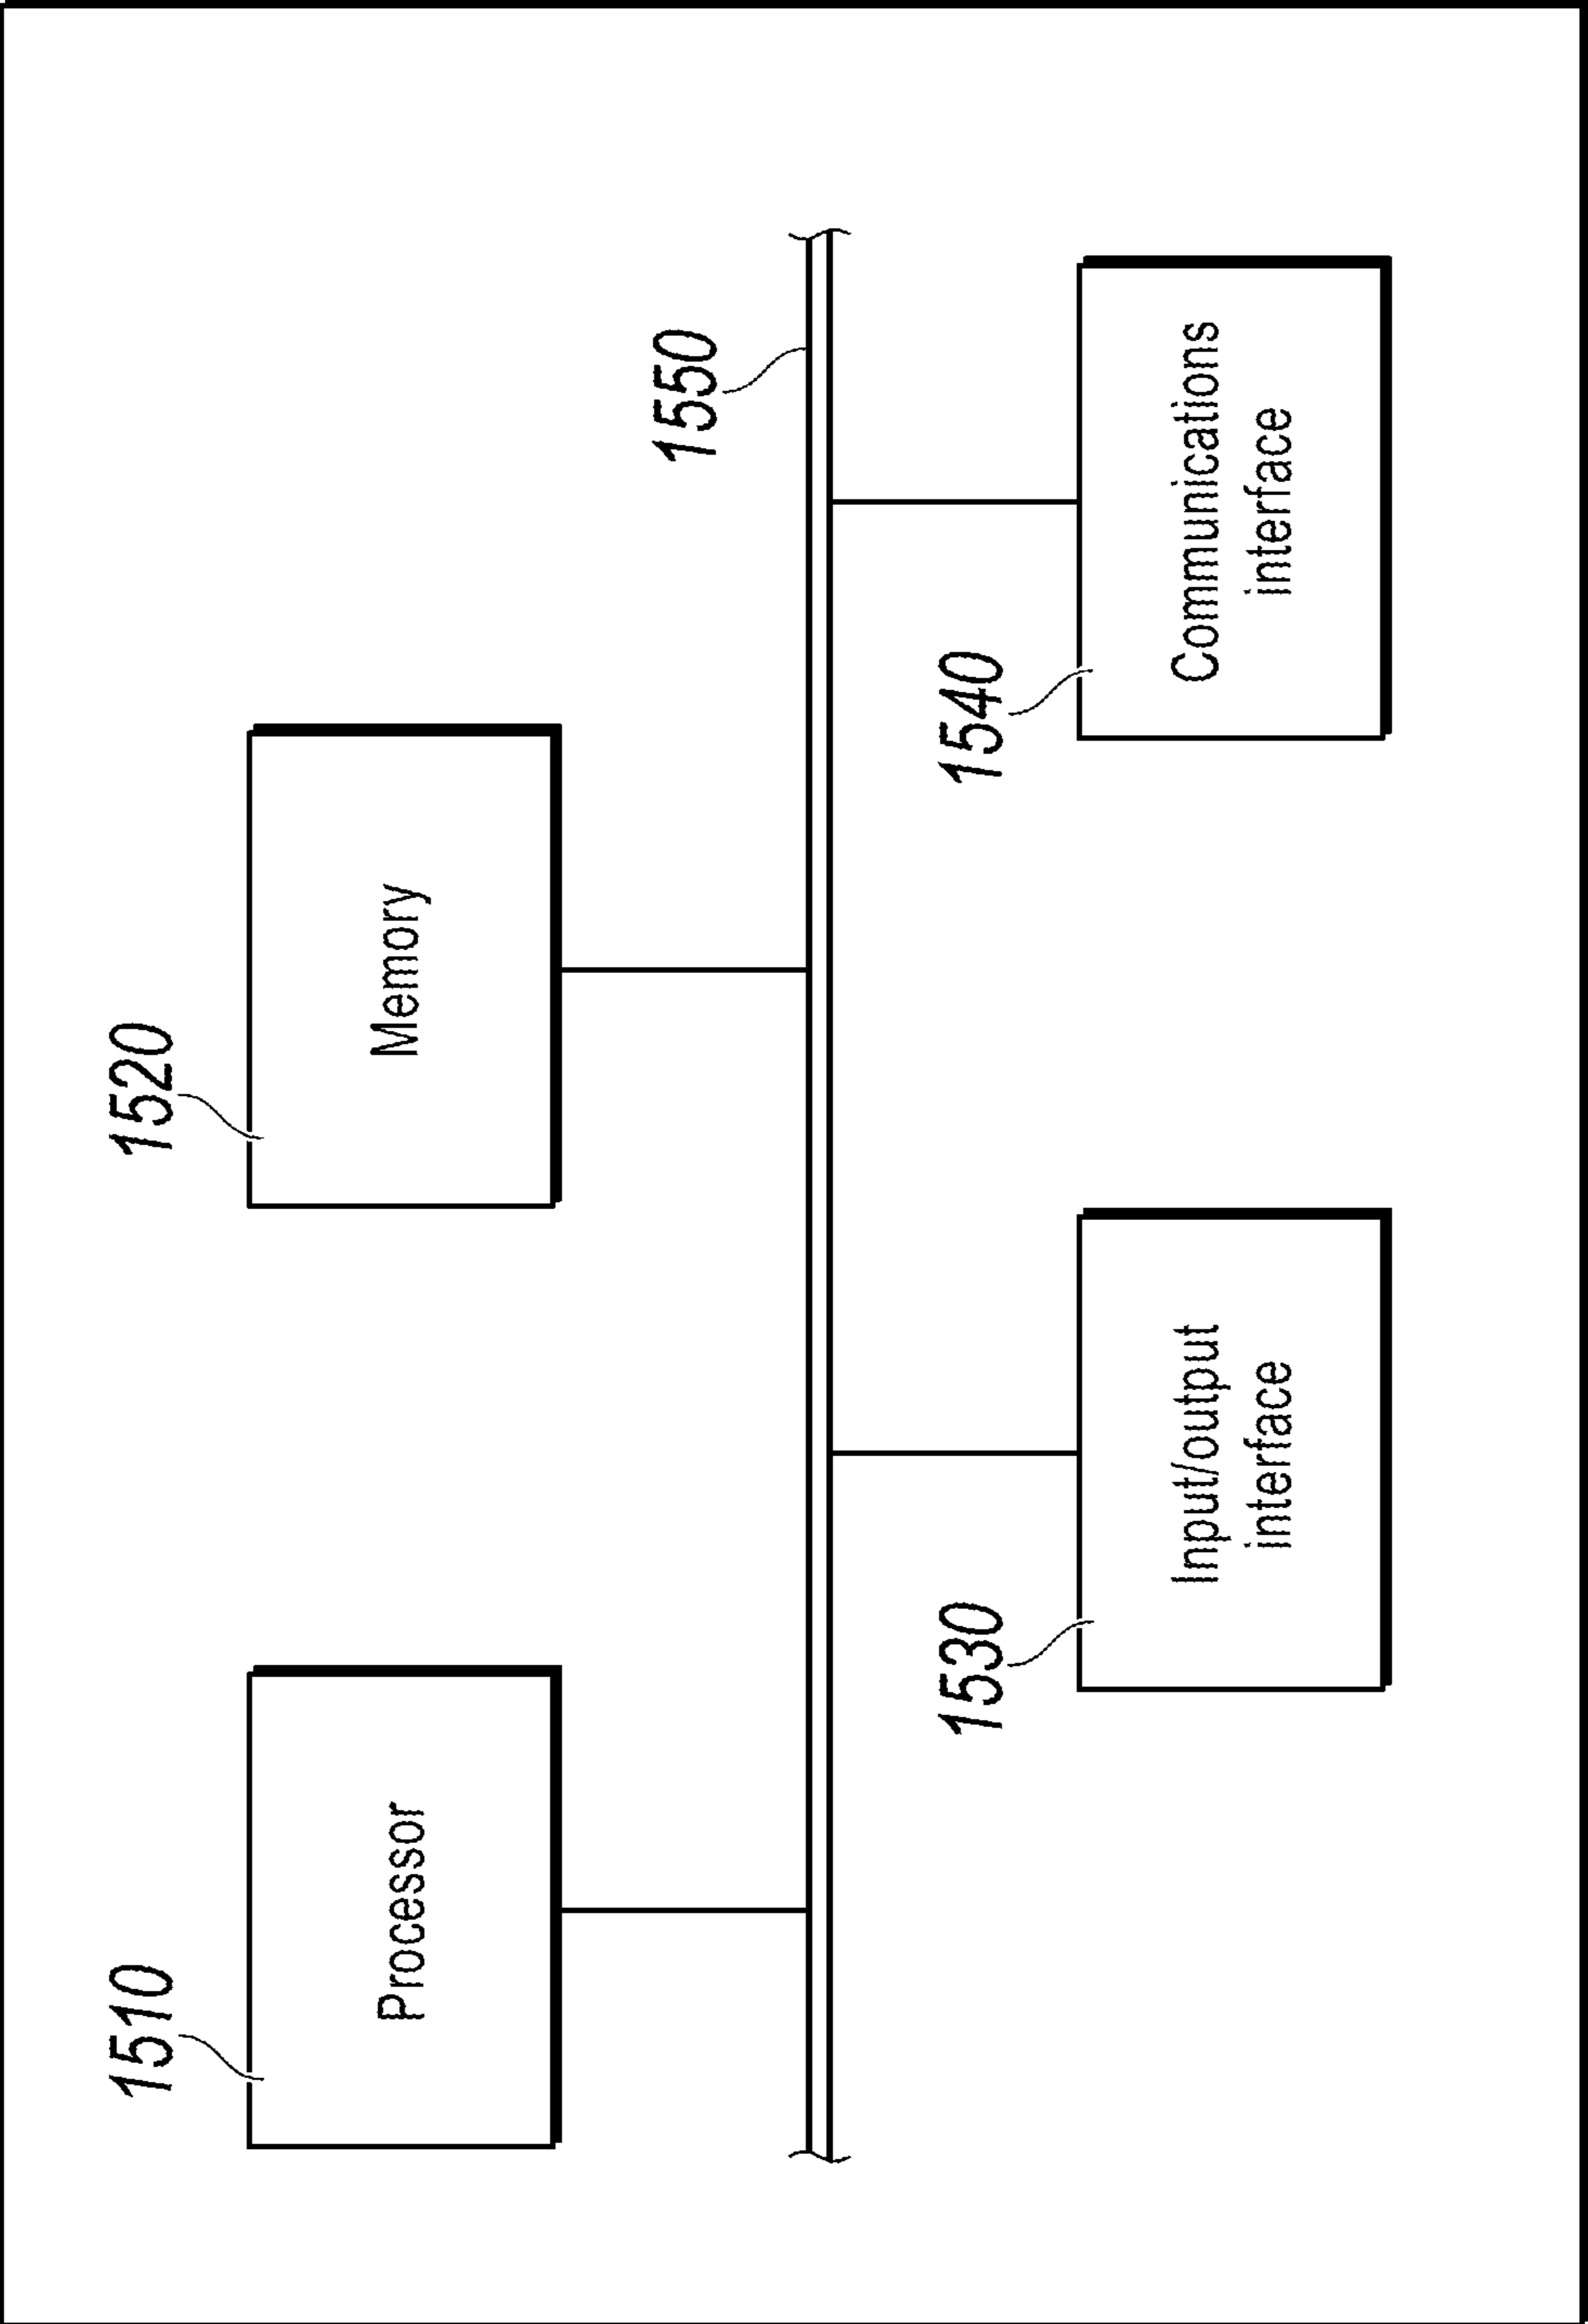 1510
Processor
1520
Memory
1550
1530
Input/output
interface
1540
Communications
interface